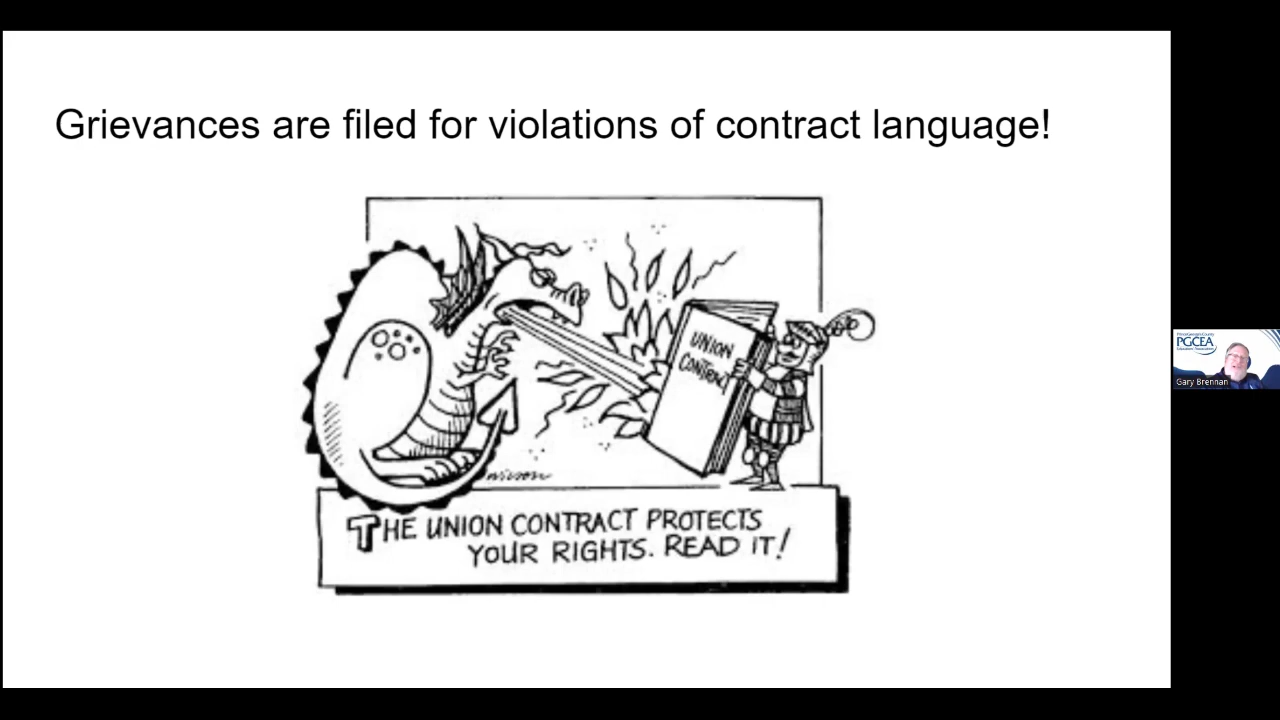 Grievances are filed for violations of contract language!
UNION
CONTRACT
THE UNION CONTRACT PROTECTS
YOUR RIGHTS. READ IT!
PGCEA
Gary Brennan